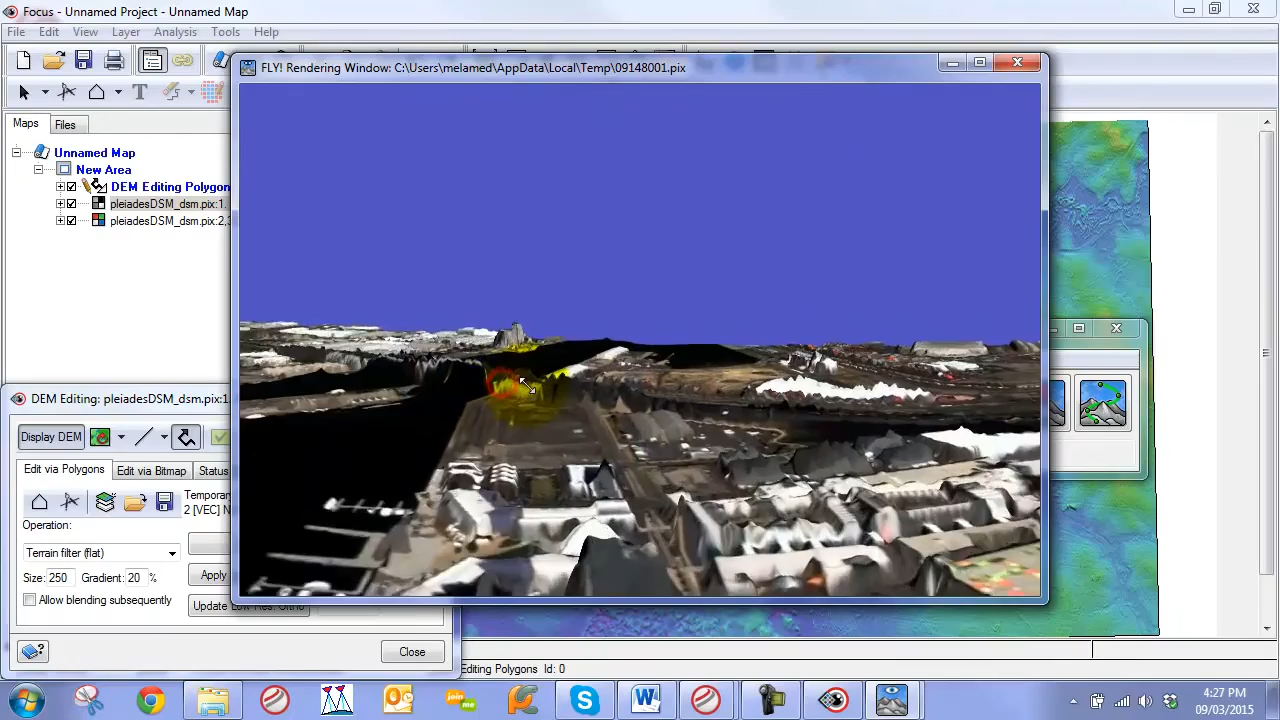 Focus - Unnamed Project - Unnamed Map
File Edit View Layer Analysis Tools Help
FLY! Rendering Window: C:\Users\melamed\AppData\Local\Temp\09148001.pix
Maps Files
Unnamed Map
New Area
DEM Editing Polygon
pleiadesDSM_dsm.pix:1.
pleiadesDSM_dsm.pix:2,3
DEM Editing: pleiadesDSM_dsm.pix:1
Display DEM
Edit via Polygons Edit via Bitmap Status
Temporar
2 [VEC] N
Operation:
Terrain filter (flat)
Size: 250 Gradient: 20 %
Apply
Allow blending subsequently
Update Low Res. Ortho
Close
Editing Polygons Id: 0
join
me
4:27 PM
09/03/2015